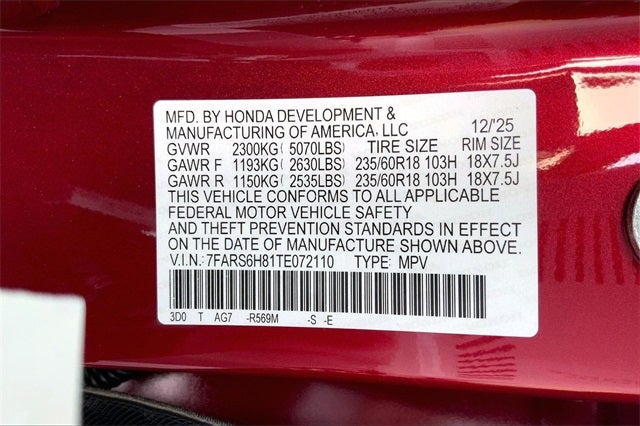 MFD. BY HONDA DEVELOPMENT &
MANUFACTURING OF AMERICA, LLC 12/'25
GVWR 2300KG(5070LBS) TIRE SIZE RIM SIZE
GAWR F 1193KG(2630LBS) 235/60R18 103H 18X7.5J
GAWR R 1150KG(2535LBS) 235/60R18 103H 18X7.5J
THIS VEHICLE CONFORMS TO ALL APPLICABLE
FEDERAL MOTOR VEHICLE SAFETY
AND THEFT PREVENTION STANDARDS IN EFFECT
ON THE DATE OF MANUFACTURE SHOWN ABOVE.
V.I.N.:7FARS6H81TE072110 TYPE: MPV
3D0 T AG7 -R569M -S -E